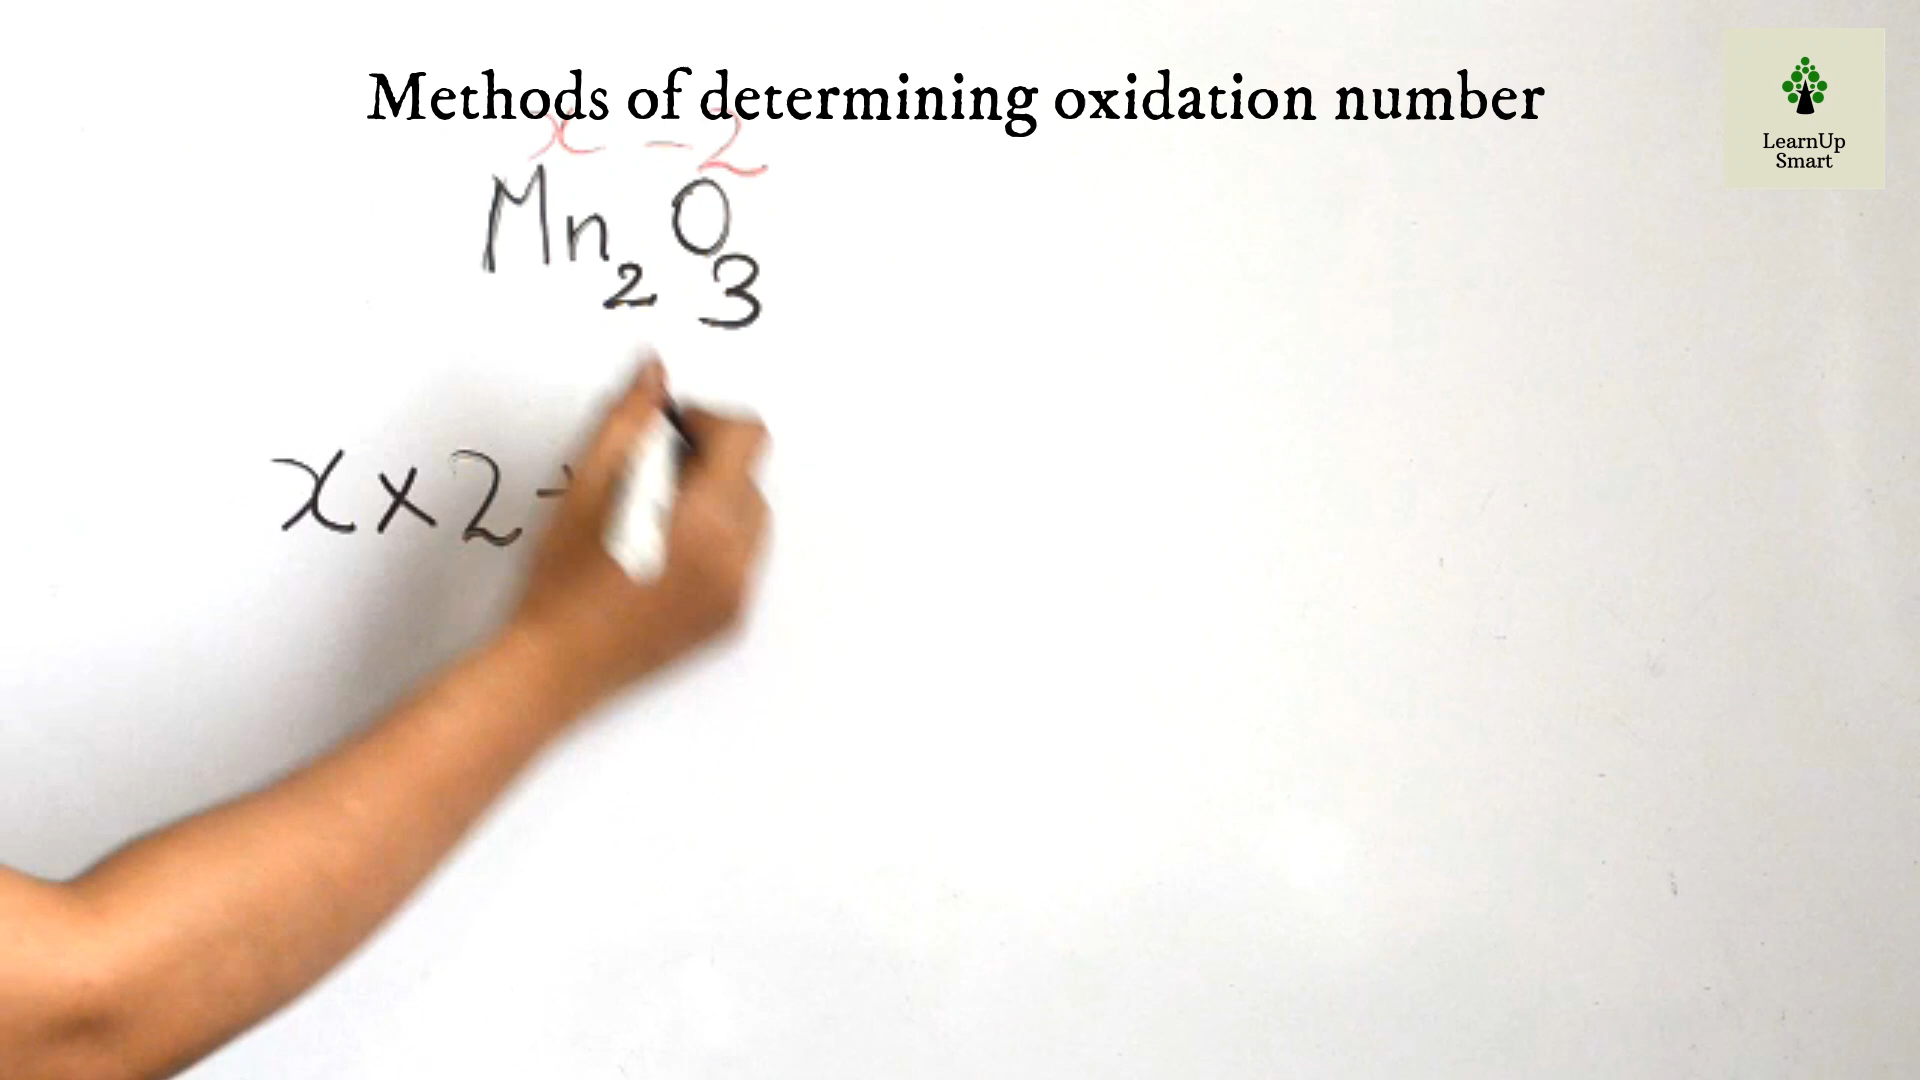 Methods of determining oxidation number
LearnUp
Smart
x -2
Mn₂O₃
x×2+